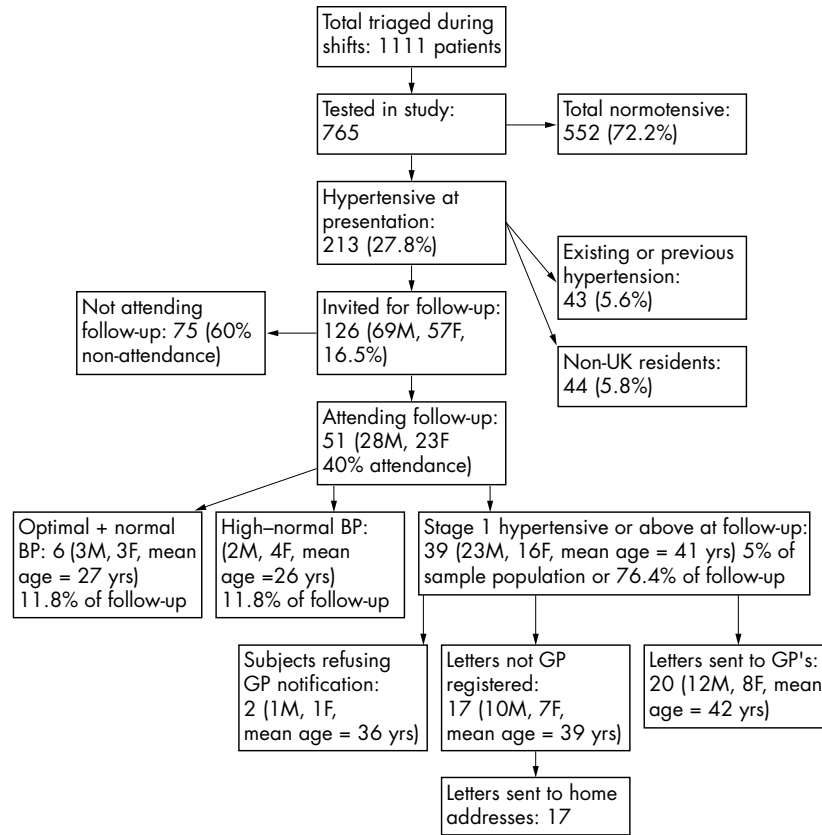 Total triaged during
shifts: 1111 patients
Tested in study:
765
Total normotensive:
552 (72.2%)
Hypertensive at
presentation:
213 (27.8%)
Existing or previous
hypertension:
43 (5.6%)
Not attending
follow-up: 75 (60%
non-attendance)
Invited for follow-up:
126 (69M, 57F,
16.5%)
Non-UK residents:
44 (5.8%)
Attending follow-up:
51 (28M, 23F
40% attendance)
Optimal + normal
BP: 6 (3M, 3F, mean
age = 27 yrs)
11.8% of follow-up
High–normal BP:
(2M, 4F, mean
age =26 yrs)
11.8% of follow-up
Stage 1 hypertensive or above at follow-up:
39 (23M, 16F, mean age = 41 yrs) 5% of
sample population or 76.4% of follow-up
Subjects refusing
GP notification:
2 (1M, 1F,
mean age = 36 yrs)
Letters not GP
registered:
17 (10M, 7F,
mean age = 39 yrs)
Letters sent to GP's:
20 (12M, 8F, mean
age = 42 yrs)
Letters sent to home
addresses: 17